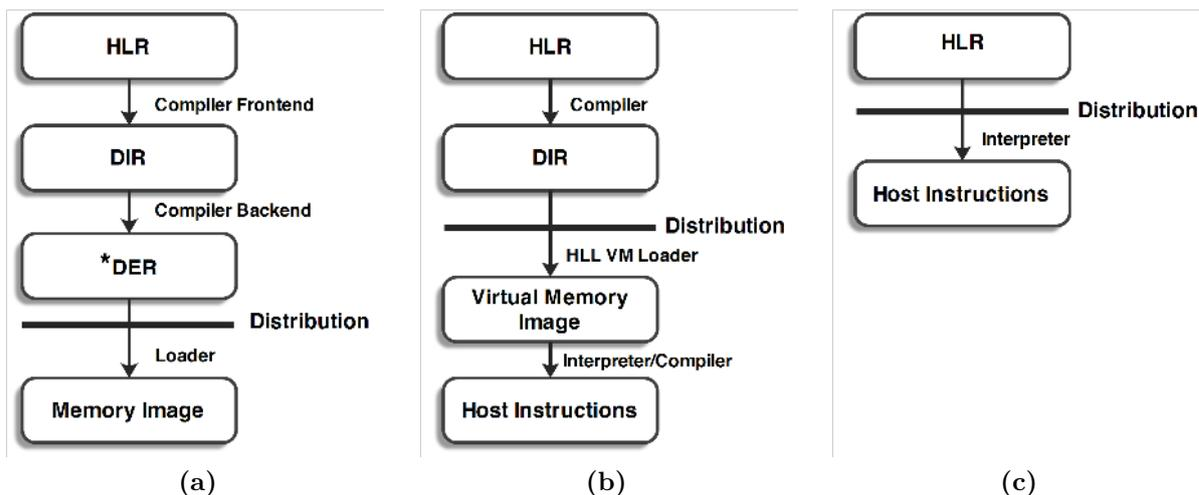 HLR
Compiler Frontend
DIR
Compiler Backend
*DER
Distribution
Loader
Memory Image
(a)
HLR
Compiler
DIR
Distribution
HLL VM Loader
Virtual Memory
Image
Interpreter/Compiler
Host Instructions
(b)
HLR
Distribution
Interpreter
Host Instructions
(c)